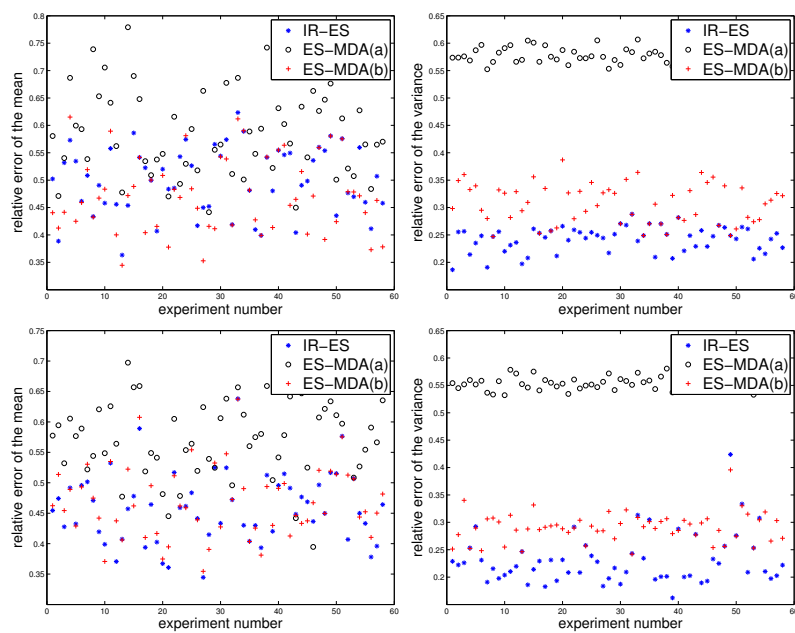 0.8
0.75
0.7
0.65
0.6
0.55
0.5
0.45
0.4
0.35
0.3
relative error of the mean
0 10 20 30 40 50 60
experiment number
IR-ES
ES-MDA(a)
ES-MDA(b)
0.65
0.6
0.55
0.5
0.45
0.4
0.35
0.3
0.25
0.2
relative error of the variance
0 10 20 30 40 50 60
experiment number
IR-ES
ES-MDA(a)
ES-MDA(b)
0.75
0.7
0.65
0.6
0.55
0.5
0.45
0.4
0.35
relative error of the mean
0 10 20 30 40 50 60
experiment number
IR-ES
ES-MDA(a)
ES-MDA(b)
0.65
0.6
0.55
0.5
0.45
0.4
0.35
0.3
0.25
0.2
relative error of the variance
0 10 20 30 40 50 60
experiment number
IR-ES
ES-MDA(a)
ES-MDA(b)